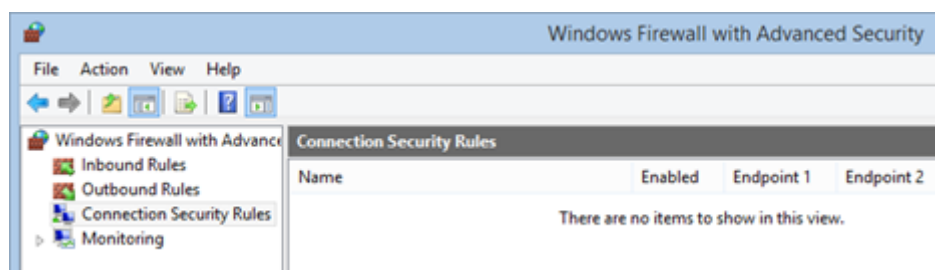 Windows Firewall with Advanced Security
File Action View Help
Windows Firewall with Advance
Inbound Rules
Outbound Rules
Connection Security Rules
Monitoring
Connection Security Rules
Name Enabled Endpoint 1 Endpoint 2
There are no items to show in this view.